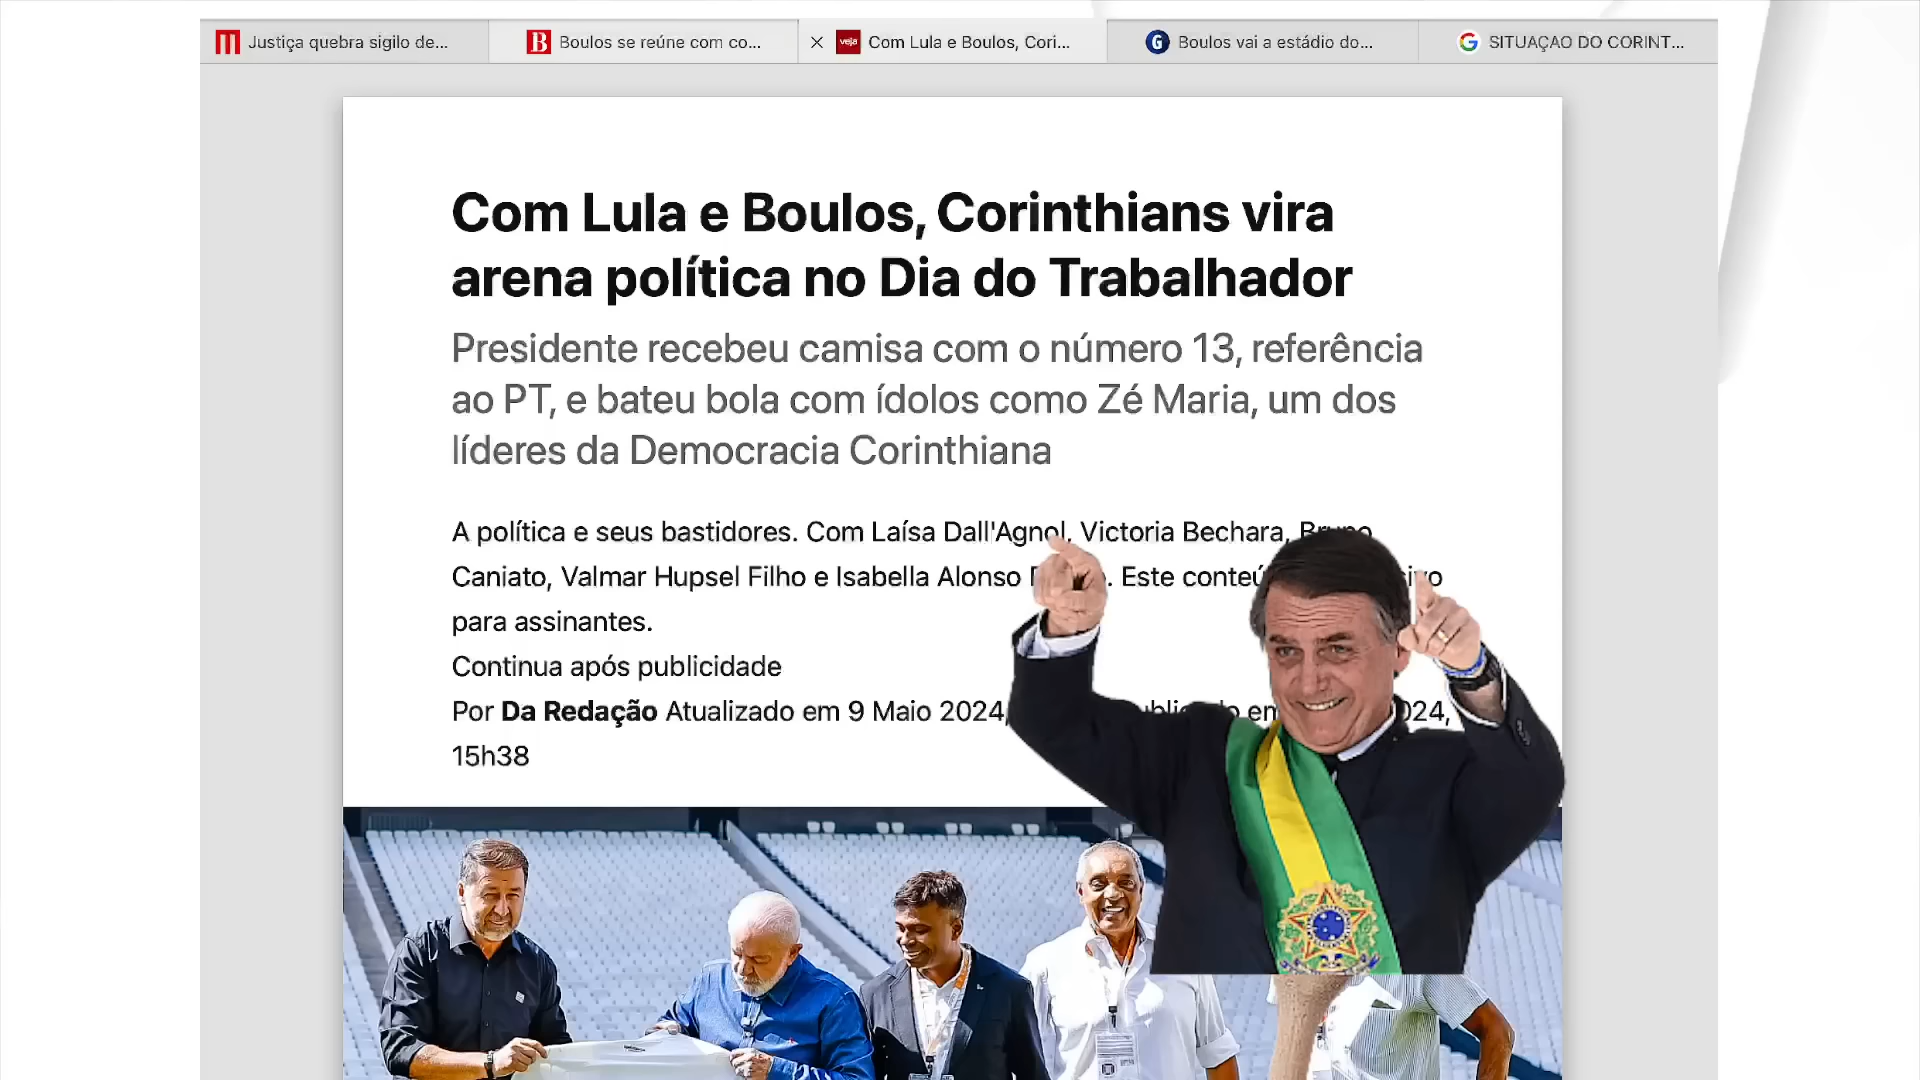 Justiça quebra sigilo de...
Boulos se reúne com co...
veja
Com Lula e Boulos, Cori...
G
Boulos vai a estádio do...
G
SITUAÇAO DO CORINT...
Com Lula e Boulos, Corinthians vira
arena política no Dia do Trabalhador
Presidente recebeu camisa com o número 13, referência
ao PT, e bateu bola com ídolos como Zé Maria, um dos
líderes da Democracia Corinthiana
A política e seus bastidores. Com Laísa Dall'Agnol, Victoria Bechara, Bruno
Caniato, Valmar Hupsel Filho e Isabella Alonso . Este
para assinantes.
Continua após publicidade
Por Da Redação Atualizado em 9 Maio 2024, em
15h38